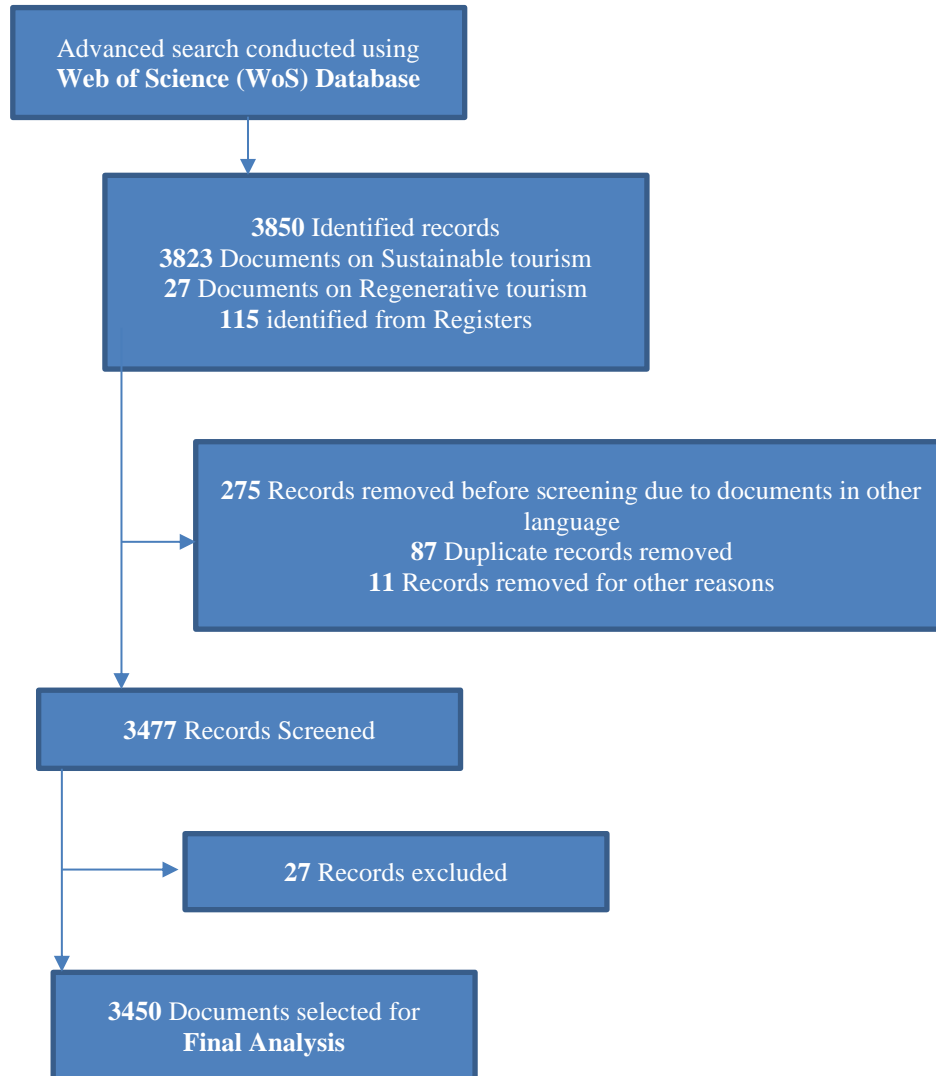 Advanced search conducted using
Web of Science (WoS) Database
3850 Identified records
3823 Documents on Sustainable tourism
27 Documents on Regenerative tourism
115 identified from Registers
275 Records removed before screening due to documents in other
language
87 Duplicate records removed
11 Records removed for other reasons
3477 Records Screened
27 Records excluded
3450 Documents selected for
Final Analysis